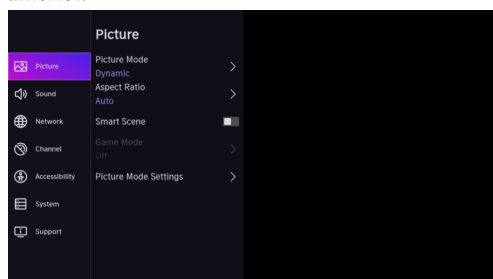 Picture
Sound
Network
Channel
Accessibility
System
Support
Picture
Picture Mode
Dynamic
Aspect Ratio
Auto
Smart Scene
Game Mode
Off
Picture Mode Settings